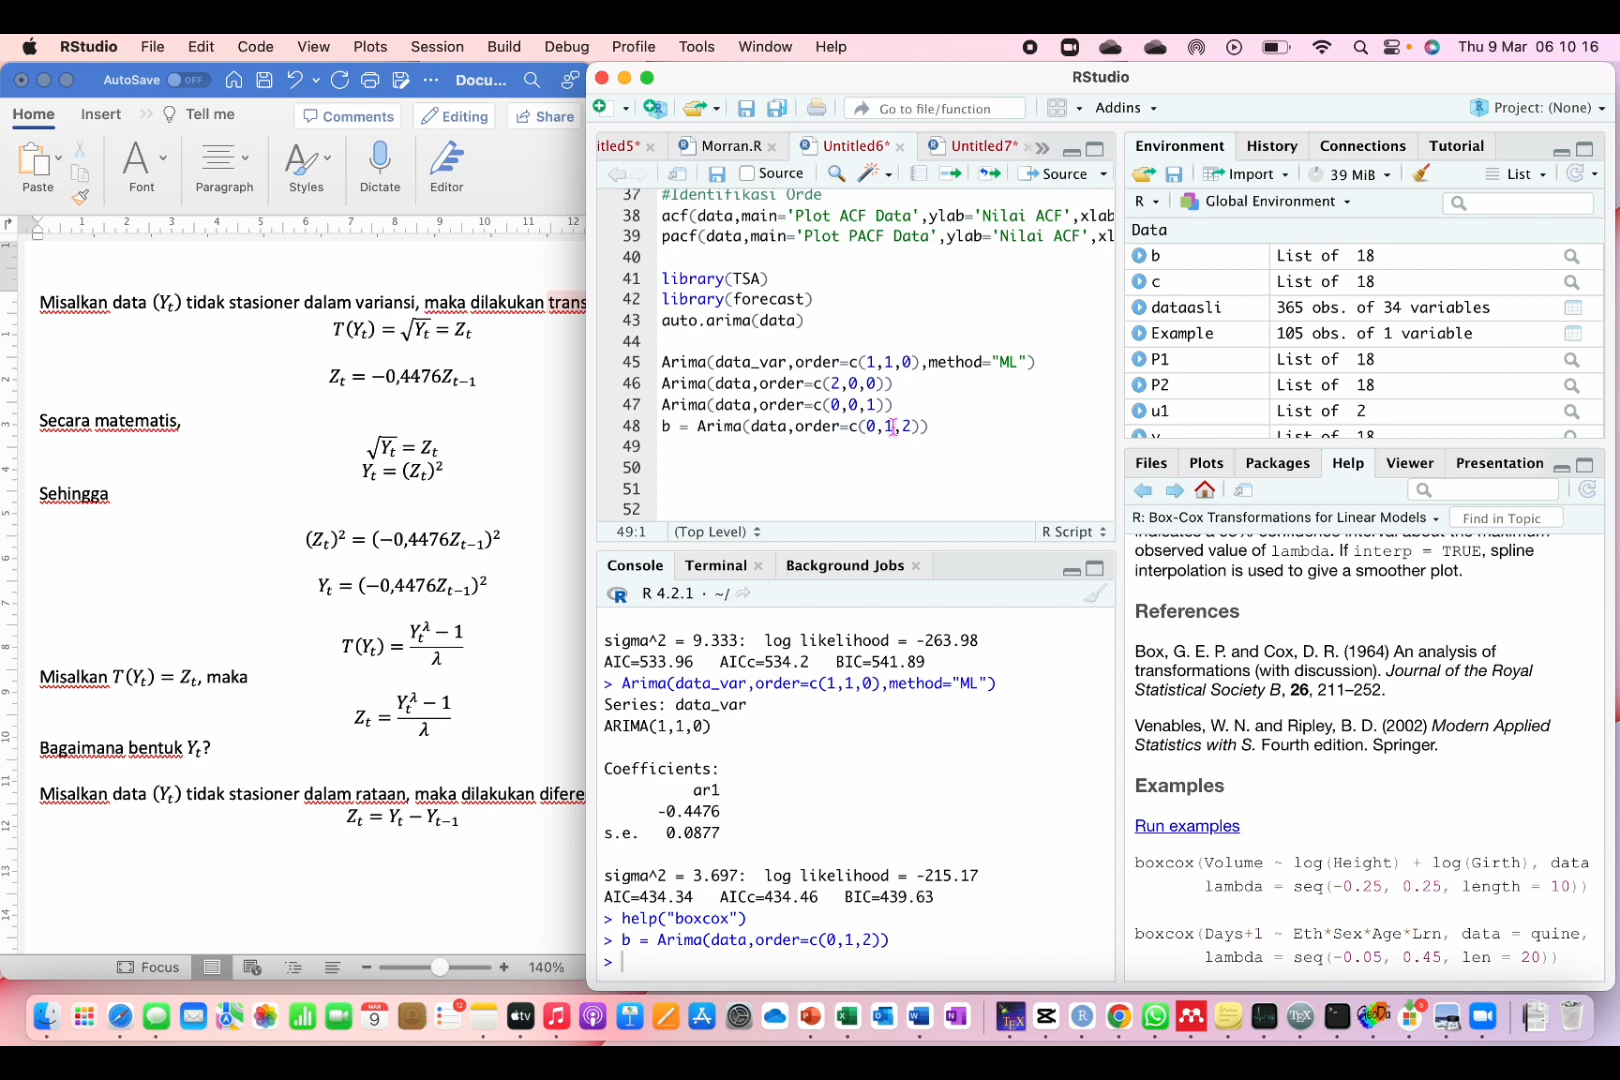 RStudio File Edit Code View Plots Session Build Debug Profile Tools Window Help Thu 9 Mar 06 10 16
AutoSave OFF Docu...
Home Insert Tell me Comments Editing Share
Paste Font Paragraph Styles Dictate Editor
1 2 3 4 5 6 7 8 9 10 11 12
Misalkan data (Yₜ) tidak stasioner dalam variansi, maka dilakukan trans
T(Yₜ) = √Yₜ = Zₜ
Zₜ = −0,4476Zₜ₋₁
Secara matematis,
√Yₜ = Zₜ
Yₜ = (Zₜ)²
Sehingga
(Zₜ)² = (−0,4476Zₜ₋₁)²
Yₜ = (−0,4476Zₜ₋₁)²
T(Yₜ) = (Yₜ^λ − 1)/λ
Misalkan T(Yₜ) = Zₜ, maka
Zₜ = (Yₜ^λ − 1)/λ
Bagaimana bentuk Yₜ?
Misalkan data (Yₜ) tidak stasioner dalam rataan, maka dilakukan difere
Zₜ = Yₜ − Yₜ₋₁
Focus 140%
RStudio
Go to file/function Addins Project: (None)
itled5* Morran.R Untitled6* Untitled7*
Source Source
37 #Identifikasi Orde
38 acf(data,main='Plot ACF Data',ylab='Nilai ACF',xlab
39 pacf(data,main='Plot PACF Data',ylab='Nilai ACF',xl
40
41 library(TSA)
42 library(forecast)
43 auto.arima(data)
44
45 Arima(data_var,order=c(1,1,0),method="ML")
46 Arima(data,order=c(2,0,0))
47 Arima(data,order=c(0,0,1))
48 b = Arima(data,order=c(0,1,2))
49
50
51
52
49:1 (Top Level) R Script
Console Terminal Background Jobs
R 4.2.1 · ~/
sigma^2 = 9.333: log likelihood = -263.98
AIC=533.96 AICc=534.2 BIC=541.89
> Arima(data_var,order=c(1,1,0),method="ML")
Series: data_var
ARIMA(1,1,0)
Coefficients:
ar1
-0.4476
s.e. 0.0877
sigma^2 = 3.697: log likelihood = -215.17
AIC=434.34 AICc=434.46 BIC=439.63
> help("boxcox")
> b = Arima(data,order=c(0,1,2))
>
Environment History Connections Tutorial
Import 39 MiB List
R Global Environment
Data
b List of 18
c List of 18
dataasli 365 obs. of 34 variables
Example 105 obs. of 1 variable
P1 List of 18
P2 List of 18
u1 List of 2
Files Plots Packages Help Viewer Presentation
R: Box-Cox Transformations for Linear Models Find in Topic
observed value of lambda. If interp = TRUE, spline
interpolation is used to give a smoother plot.
References
Box, G. E. P. and Cox, D. R. (1964) An analysis of
transformations (with discussion). Journal of the Royal
Statistical Society B, 26, 211–252.
Venables, W. N. and Ripley, B. D. (2002) Modern Applied
Statistics with S. Fourth edition. Springer.
Examples
Run examples
boxcox(Volume ~ log(Height) + log(Girth), data
lambda = seq(-0.25, 0.25, length = 10))
boxcox(Days+1 ~ Eth*Sex*Age*Lrn, data = quine,
lambda = seq(-0.05, 0.45, len = 20))
MAR 9 12 tv TEX R TEX GeoDa